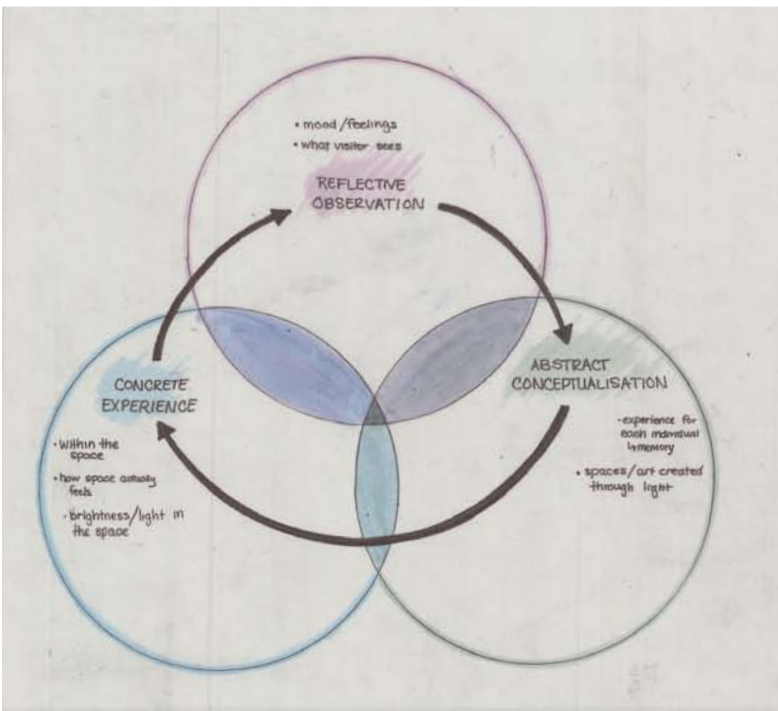 • mood/feelings
• what visitor sees
REFLECTIVE
OBSERVATION
CONCRETE
EXPERIENCE
• within the
space
• how space actually
feels
• brightness/light in
the space
ABSTRACT
CONCEPTUALISATION
• experience for
each individual
↳ memory
• spaces/art created
through light